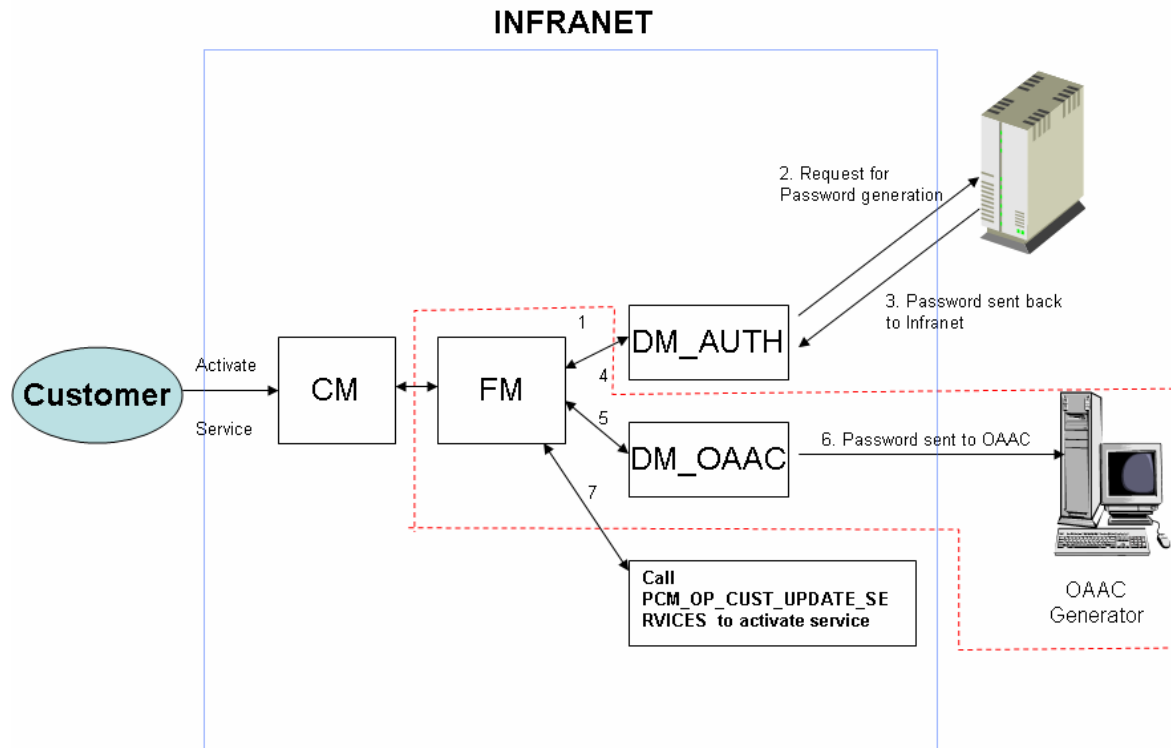 INFRANET
2. Request for
Password generation
3. Password sent back
to Infranet
1
DM_AUTH
4
Activate
Customer
Service
CM
FM
5
DM_OAAC
6. Password sent to OAAC
7
Call
PCM_OP_CUST_UPDATE_SE
RVICES to activate service
OAAC
Generator